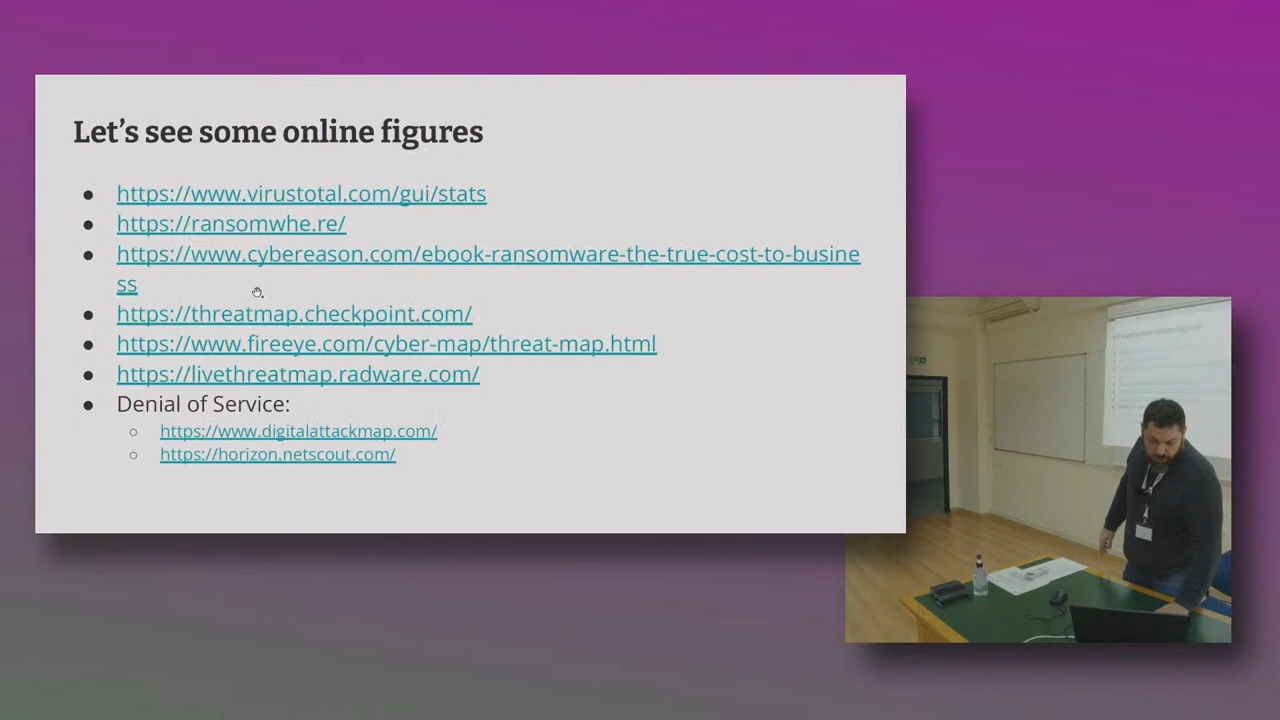 Let's see some online figures
● https://www.virustotal.com/gui/stats
● https://ransomwhe.re/
● https://www.cybereason.com/ebook-ransomware-the-true-cost-to-busine
ss
● https://threatmap.checkpoint.com/
● https://www.fireeye.com/cyber-map/threat-map.html
● https://livethreatmap.radware.com/
● Denial of Service:
○ https://www.digitalattackmap.com/
○ https://horizon.netscout.com/